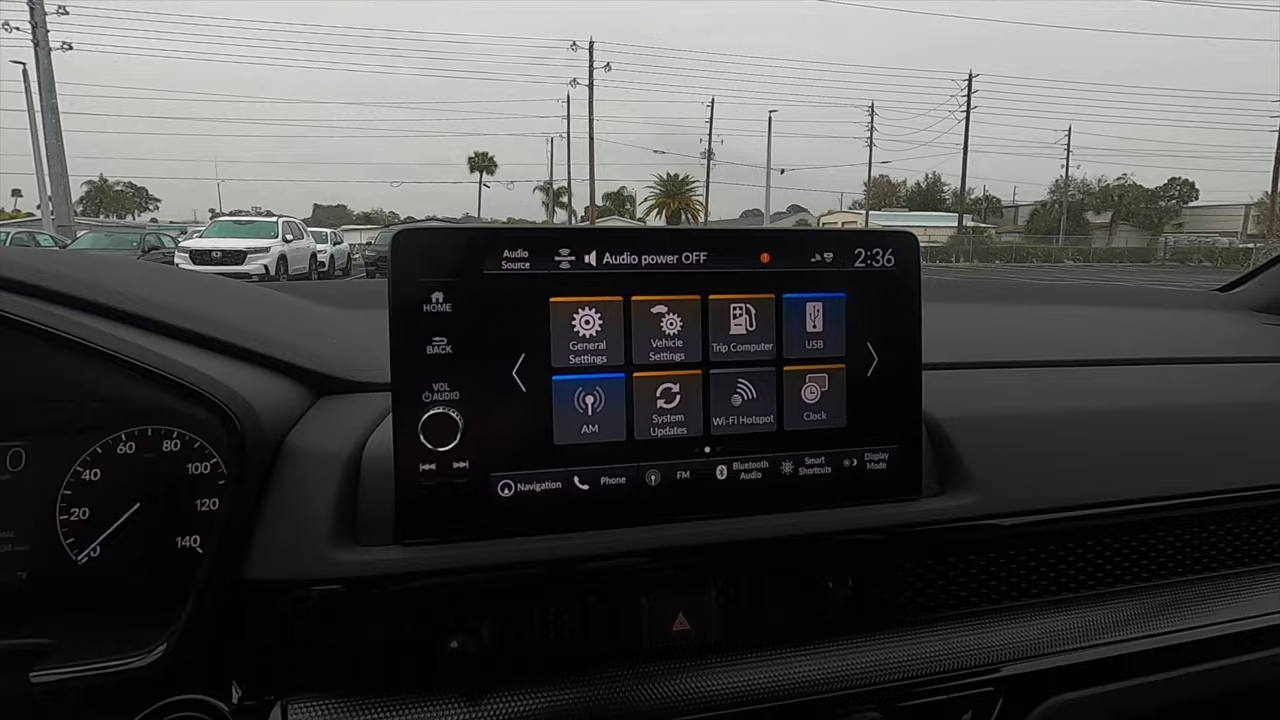 Audio
Source
Audio power OFF
2:36
HOME
BACK
VOL
AUDIO
General
Settings
Vehicle
Settings
Trip Computer
USB
AM
System
Updates
Wi-Fi Hotspot
Clock
Navigation
Phone
FM
Bluetooth
Audio
Smart
Shortcuts
Display
Mode
0
0
20
40
60
80
100
120
140